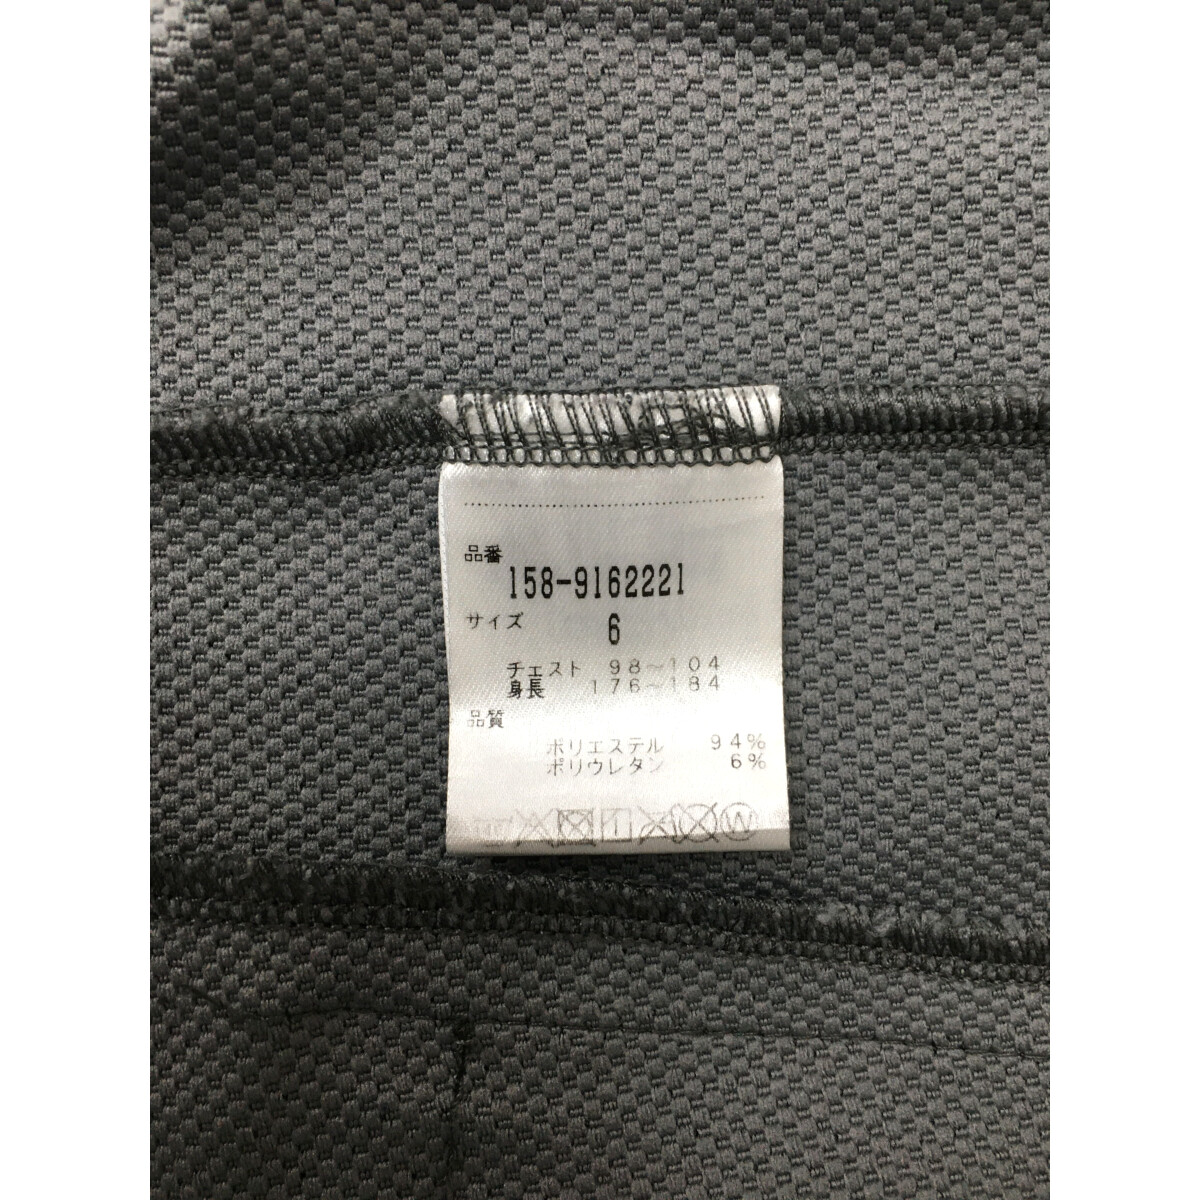 品番
158-9162221
サイズ
6
チェスト 98~104
身長 176~184
品質
ポリエステル 94%
ポリウレタン 6%